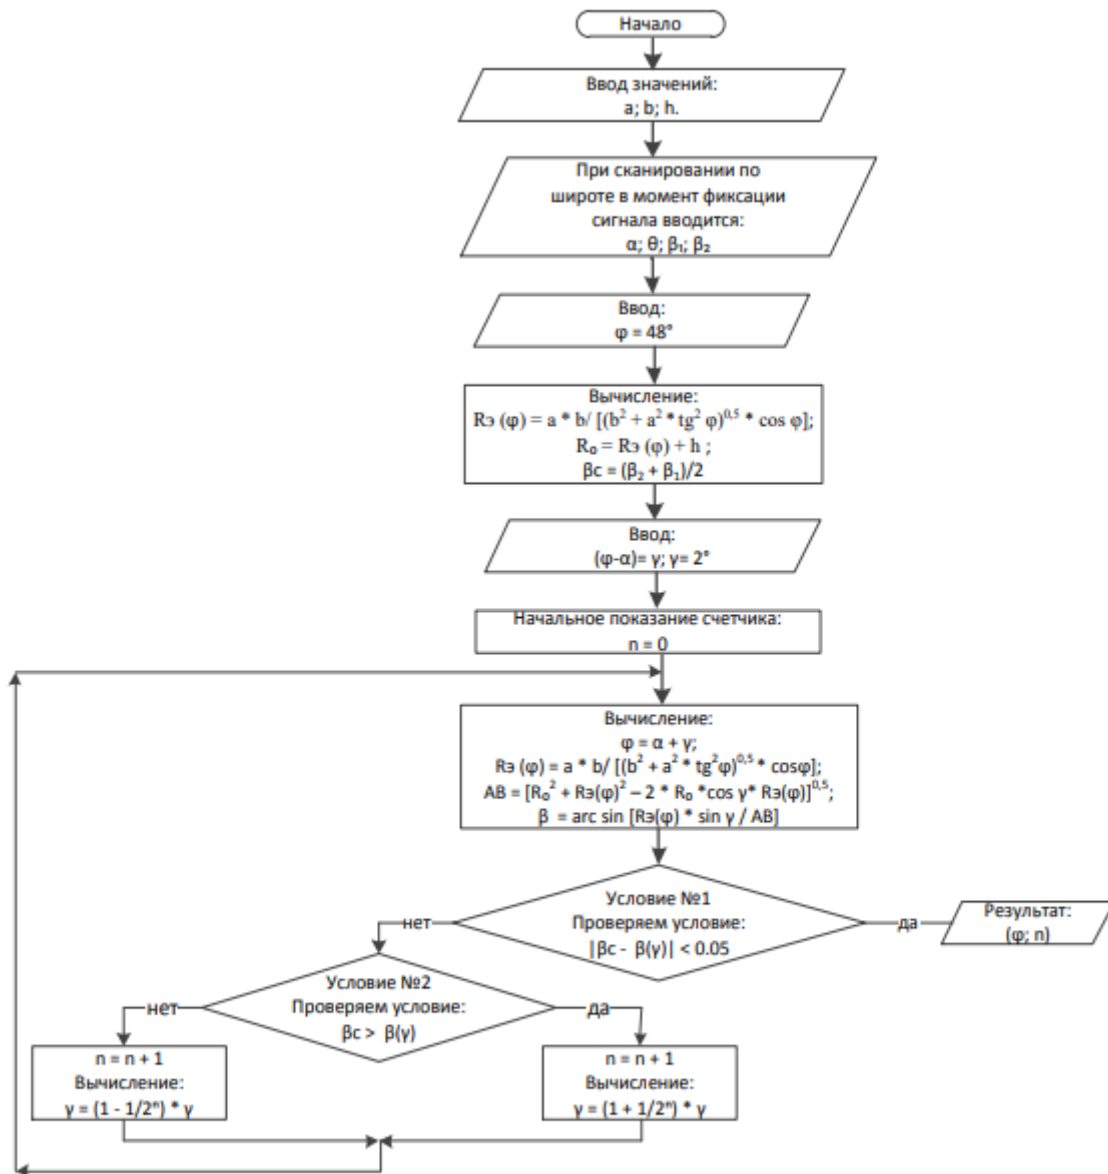 Начало
Ввод значений:
a; b; h.
При сканировании по
широте в момент фиксации
сигнала вводится:
α; θ; β₁; β₂
Ввод:
φ = 48°
Вычисление:
Rэ (φ) = a * b/ [(b² + a² * tg² φ)⁰,⁵ * cos φ];
R₀ = Rэ (φ) + h ;
βc = (β₂ + β₁)/2
Ввод:
(φ-α)= γ; γ= 2°
Начальное показание счетчика:
n = 0
Вычисление:
φ = α + γ;
Rэ (φ) = a * b/ [(b² + a² * tg²φ)⁰,⁵ * cosφ];
AB = [R₀² + Rэ(φ)² – 2 * R₀ *cos γ* Rэ(φ)]⁰,⁵;
β = arc sin [Rэ(φ) * sin γ / AB]
Условие №1
Проверяем условие:
|βc - β(γ)| < 0.05
нет
да
Результат:
(φ; n)
Условие №2
Проверяем условие:
βc > β(γ)
нет
да
n = n + 1
Вычисление:
γ = (1 - 1/2ⁿ) * γ
n = n + 1
Вычисление:
γ = (1 + 1/2ⁿ) * γ